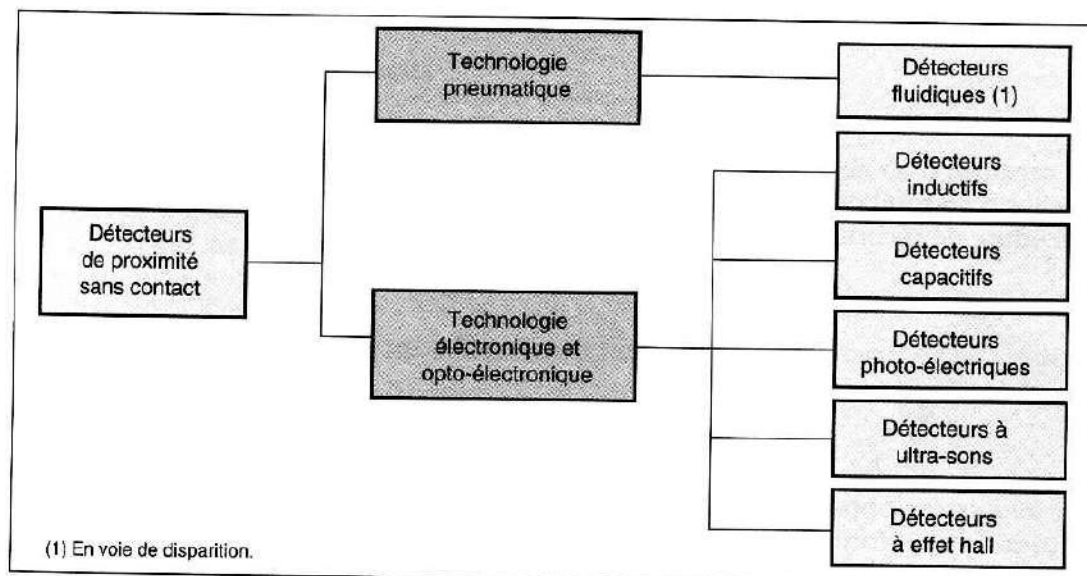 Technologie
pneumatique
Détecteurs
fluidiques (1)
Détecteurs
inductifs
Détecteurs
de proximité
sans contact
Détecteurs
capacitifs
Technologie
électronique et
opto-électronique
Détecteurs
photo-électriques
Détecteurs à
ultra-sons
Détecteurs
à effet hall
(1) En voie de disparition.